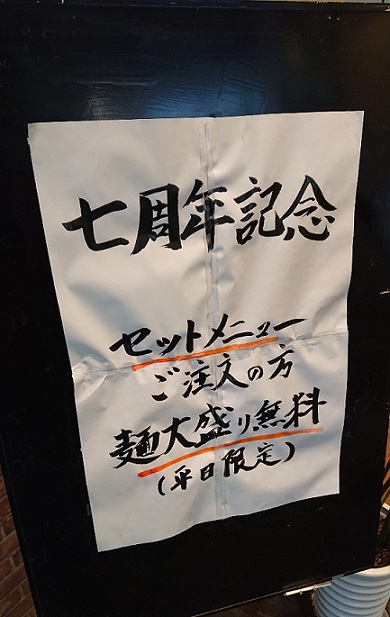 七周年記念
セットメニュー
ご注文の方
麺大盛り無料
(平日限定)